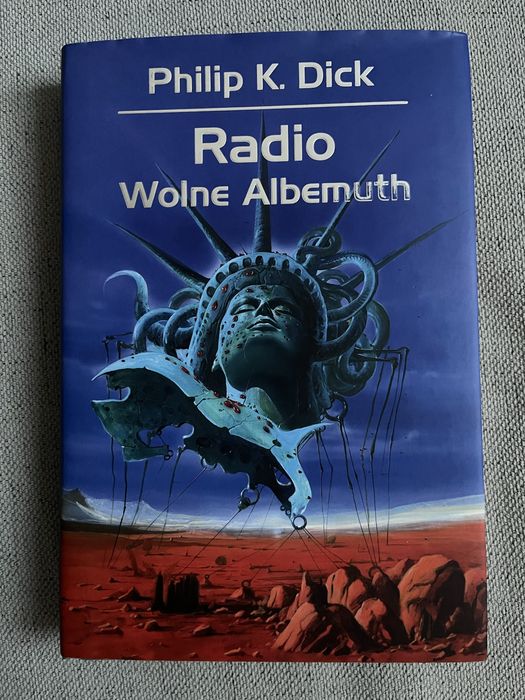 Philip K. Dick
Radio
Wolne Albemuth